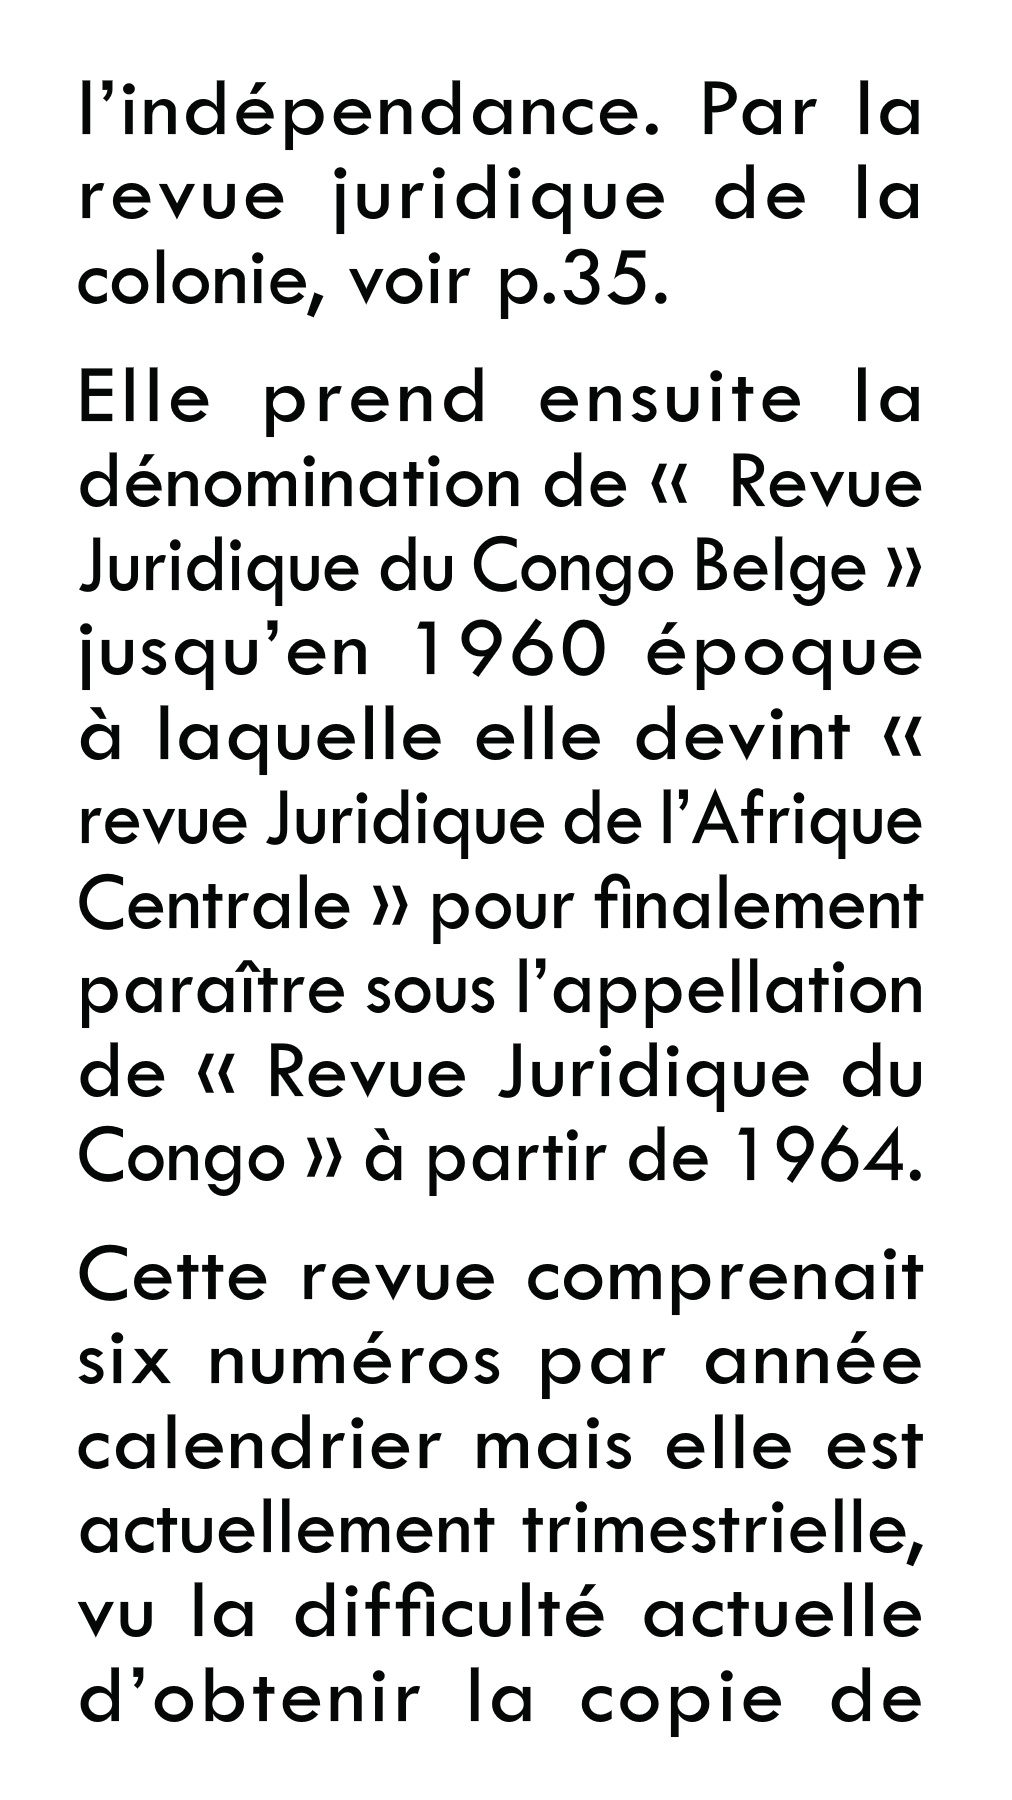 l’indépendance. Par la
revue juridique de la
colonie, voir p.35.
Elle prend ensuite la
dénomination de « Revue
Juridique du Congo Belge »
jusqu’en 1960 époque
à laquelle elle devint «
revue Juridique de l’Afrique
Centrale » pour finalement
paraître sous l’appellation
de « Revue Juridique du
Congo » à partir de 1964.
Cette revue comprenait
six numéros par année
calendrier mais elle est
actuellement trimestrielle,
vu la difficulté actuelle
d’obtenir la copie de